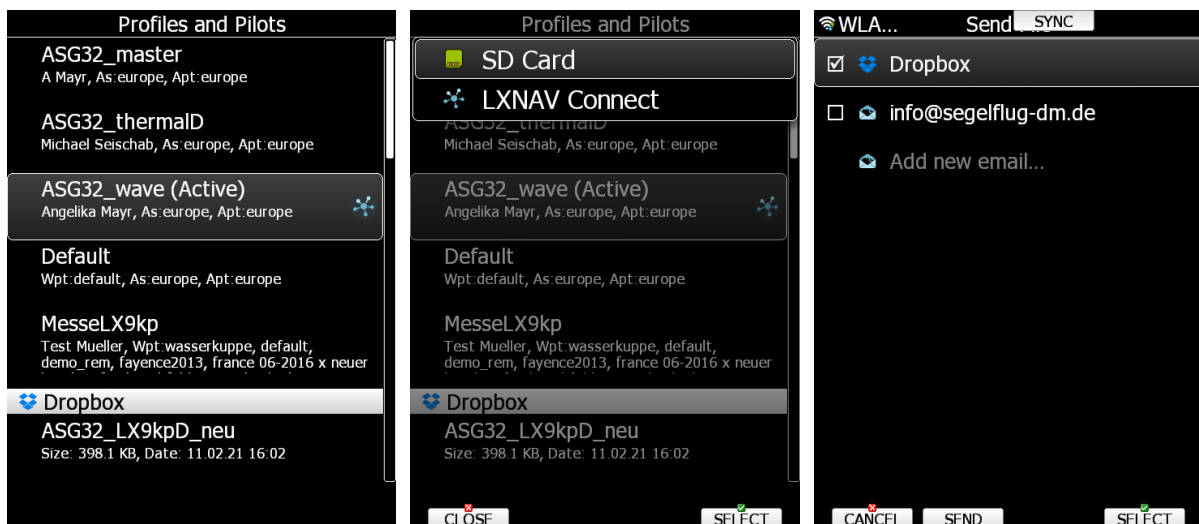 Profiles and Pilots
ASG32_master
A Mayr, As:europe, Apt:europe
ASG32_thermalD
Michael Seischab, As:europe, Apt:europe
ASG32_wave (Active)
Angelika Mayr, As:europe, Apt:europe
Default
Wpt:default, As:europe, Apt:europe
MesseLX9kp
Test Mueller, Wpt:wasserkuppe, default,
demo_rem, fayence2013, france 06-2016 x neuer
Dropbox
ASG32_LX9kpD_neu
Size: 398.1 KB, Date: 11.02.21 16:02
Profiles and Pilots
SD Card
LXNAV Connect
ASG32_thermalD
Michael Seischab, As:europe, Apt:europe
ASG32_wave (Active)
Angelika Mayr, As:europe, Apt:europe
Default
Wpt:default, As:europe, Apt:europe
MesseLX9kp
Test Mueller, Wpt:wasserkuppe, default,
demo_rem, fayence2013, france 06-2016 x neuer
Dropbox
ASG32_LX9kpD_neu
Size: 398.1 KB, Date: 11.02.21 16:02
CLOSE SELECT
WLA... Send SYNC
Dropbox
info@segelflug-dm.de
Add new email...
CANCEL SEND SELECT